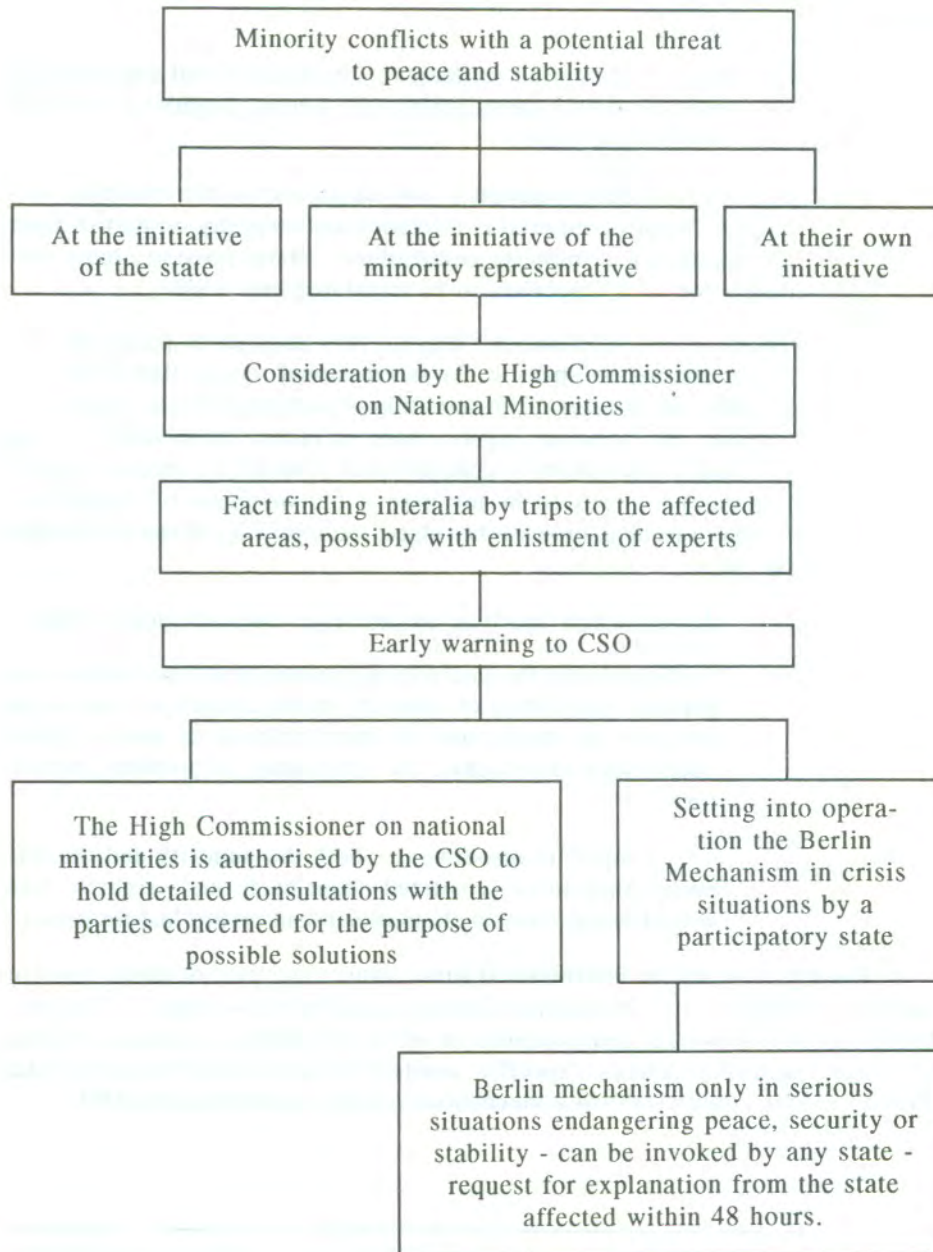 Minority conflicts with a potential threat
to peace and stability
At the initiative
of the state
At the initiative of the
minority representative
At their own
initiative
Consideration by the High Commissioner
on National Minorities
Fact finding interalia by trips to the affected
areas, possibly with enlistment of experts
Early warning to CSO
The High Commissioner on national
minorities is authorised by the CSO to
hold detailed consultations with the
parties concerned for the purpose of
possible solutions
Setting into opera-
tion the Berlin
Mechanism in crisis
situations by a
participatory state
Berlin mechanism only in serious
situations endangering peace, security or
stability - can be invoked by any state -
request for explanation from the state
affected within 48 hours.